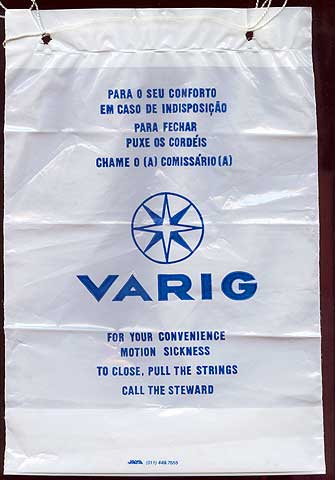 PARA O SEU CONFORTO
EM CASO DE INDISPOSIÇÃO
PARA FECHAR
PUXE OS CORDÉIS
CHAME O (A) COMISSÁRIO (A)
VARIG
FOR YOUR CONVENIENCE
MOTION SICKNESS
TO CLOSE, PULL THE STRINGS
CALL THE STEWARD
(011)